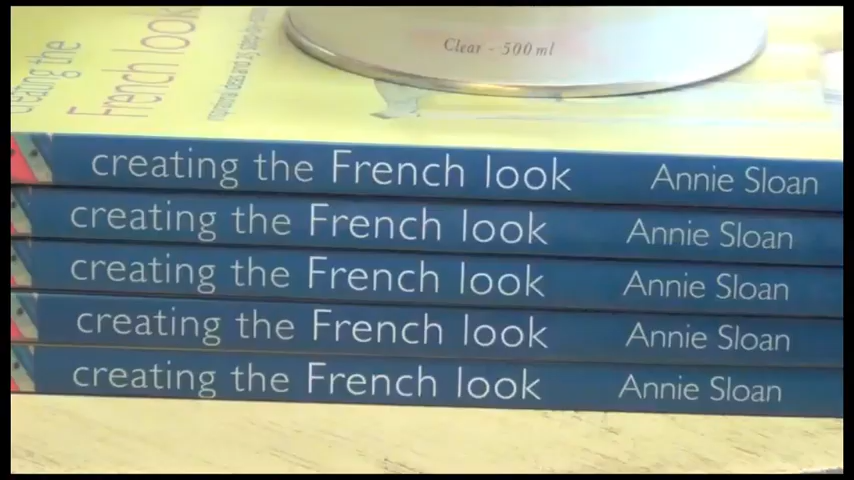 creating the
French look
Clear - 500 ml
creating the French look Annie Sloan
creating the French look Annie Sloan
creating the French look Annie Sloan
creating the French look Annie Sloan
creating the French look Annie Sloan